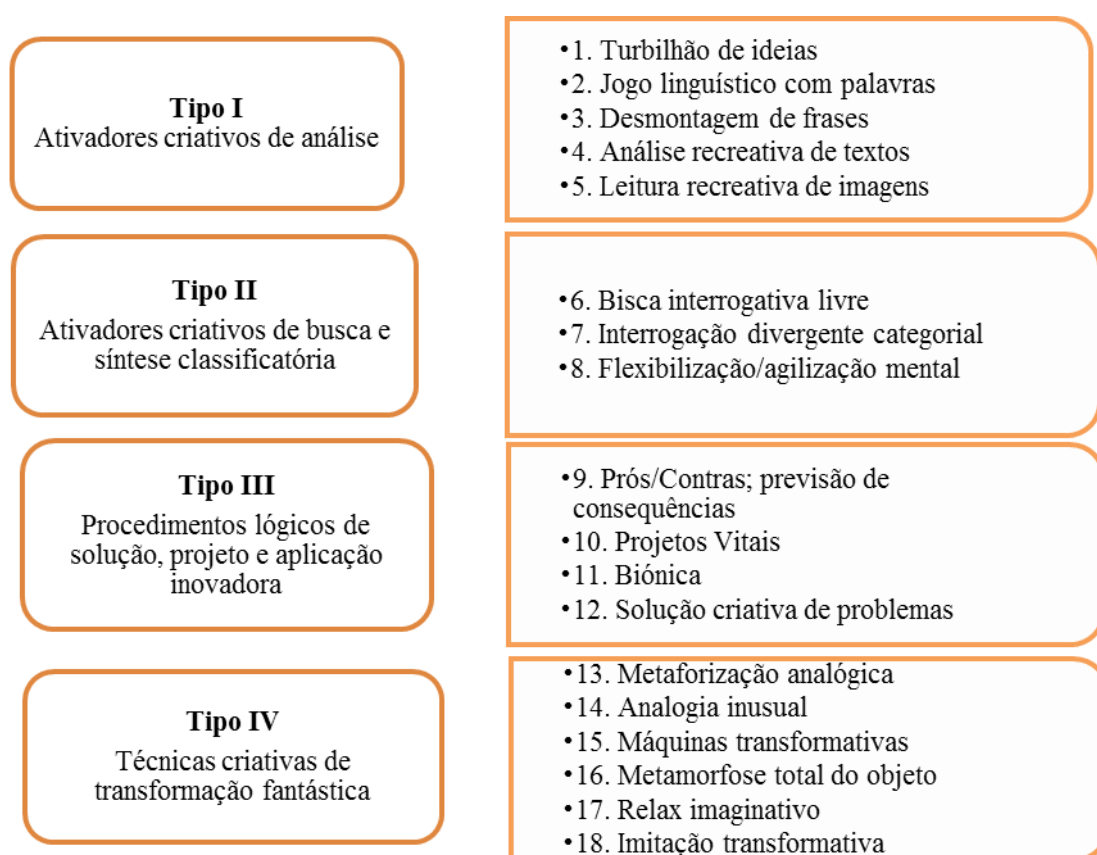 Tipo I
Ativadores criativos de análise
•1. Turbilhão de ideias
•2. Jogo linguístico com palavras
•3. Desmontagem de frases
•4. Análise recreativa de textos
•5. Leitura recreativa de imagens
Tipo II
Ativadores criativos de busca e
síntese classificatória
•6. Bisca interrogativa livre
•7. Interrogação divergente categorial
•8. Flexibilização/agilização mental
Tipo III
Procedimentos lógicos de
solução, projeto e aplicação
inovadora
•9. Prós/Contras; previsão de
consequências
•10. Projetos Vitais
•11. Biónica
•12. Solução criativa de problemas
Tipo IV
Técnicas criativas de
transformação fantástica
•13. Metaforização analógica
•14. Analogia inusual
•15. Máquinas transformativas
•16. Metamorfose total do objeto
•17. Relax imaginativo
•18. Imitação transformativa